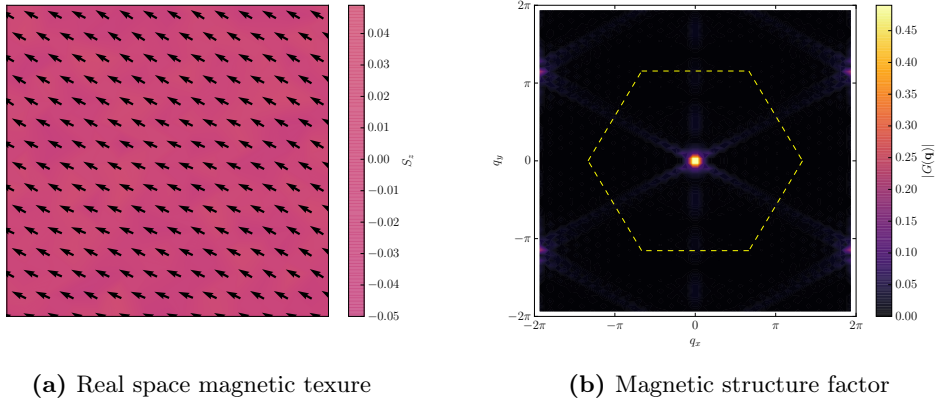 0.04
0.03
0.02
0.01
0.00
−0.01
−0.02
−0.03
−0.04
−0.05
S_z
2π
π
0
−π
−2π
q_y
−2π
−π
0
π
2π
q_x
0.45
0.40
0.35
0.30
0.25
0.20
0.15
0.10
0.05
0.00
|G(q)|
(a) Real space magnetic texure
(b) Magnetic structure factor